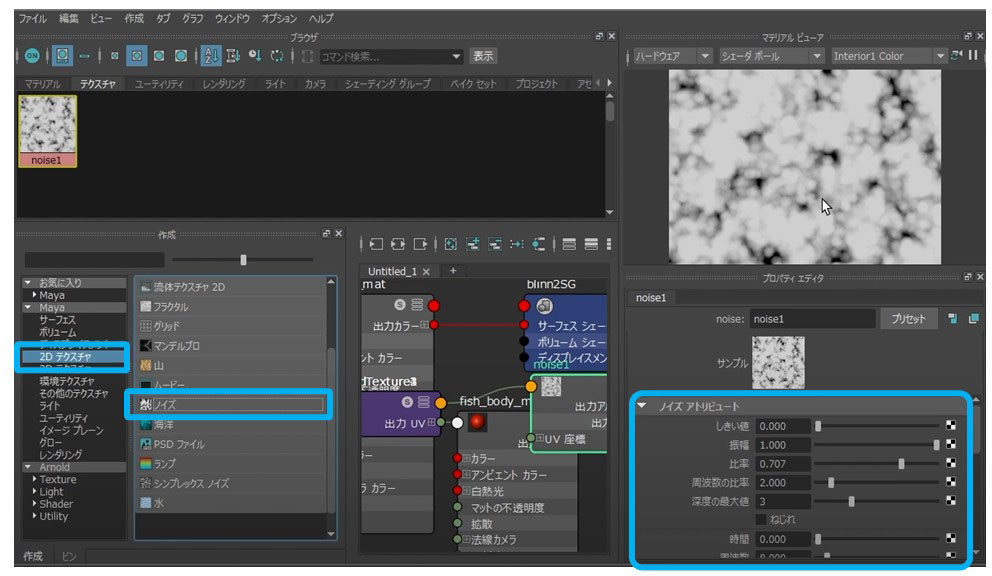 ファイル 編集 ビュー 作成 タブ グラフ ウィンドウ オプション ヘルプ
ブラウザ
ON
コマンド検索...
表示
マテリアル テクスチャ ユーティリティ レンダリング ライト カメラ シェーディング グループ ベイク セット プロジェクト アセ
noise1
マテリアル ビューア
ハードウェア シェーダ ボール Interior1 Color
作成
お気に入り
Maya
Maya
サーフェス
ボリューム
ディスプレイスメント
2D テクスチャ
3D テクスチャ
環境テクスチャ
その他のテクスチャ
ライト
ユーティリティ
イメージ プレーン
グロー
レンダリング
Arnold
Texture
Light
Shader
Utility
作成 ビン
流体テクスチャ 2D
フラクタル
グリッド
マンデルブロ
山
ムービー
ノイズ
海洋
PSD ファイル
ランプ
シンプレックス ノイズ
水
Untitled_1
+
_mat
S
出力カラー
ント カラー
dTexture3
S
出力 UV
ラ カラー
blinn2SG
サーフェス シェー
ボリューム シェー
ディスプレイスメン
noise1
出力ア
出
UV 座標
fish_body_m
出
カラー
アンビエント カラー
白熱光
マットの不透明度
拡散
法線カメラ
プロパティ エディタ
noise1
noise: noise1 プリセット
サンプル
ノイズ アトリビュート
しきい値 0.000
振幅 1.000
比率 0.707
周波数の比率 2.000
深度の最大値 3
ねじれ
時間 0.000
周波数 8.000